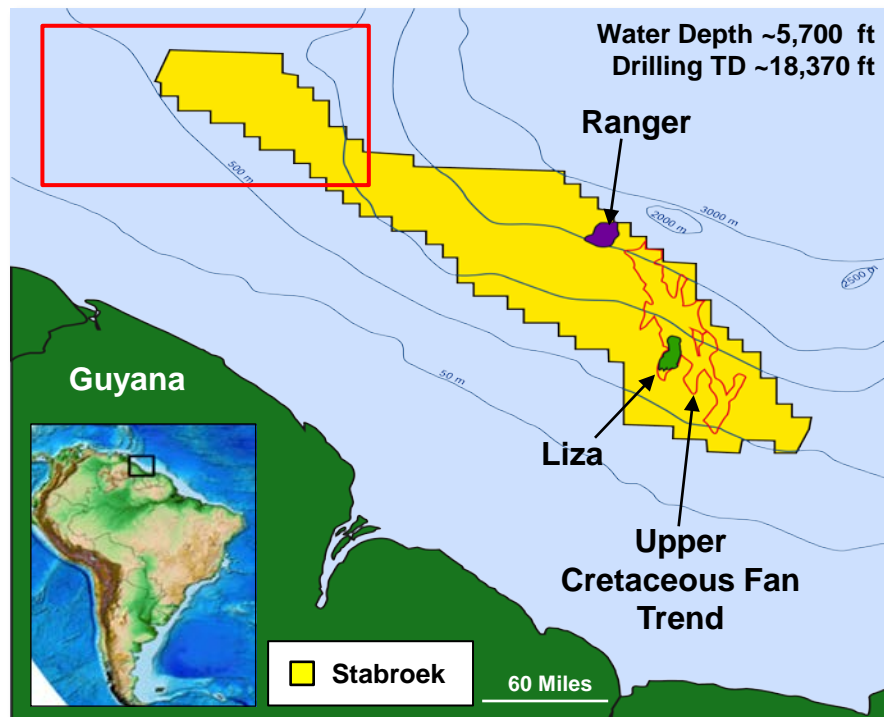 Water Depth ~5,700 ft
Drilling TD ~18,370 ft
Ranger
500 m
3000 m
2000 m
2500 m
Guyana
50 m
Liza
Upper
Cretaceous Fan
Trend
Stabroek
60 Miles